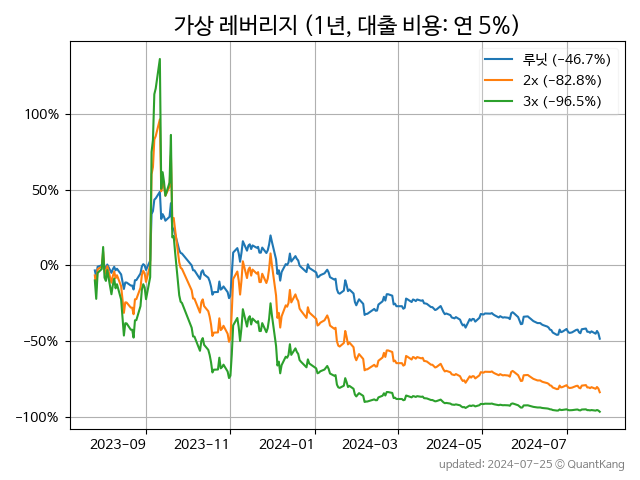 가상 레버리지 (1년, 대출 비용: 연 5%)
루닛 (−46.7%)
2x (−82.8%)
3x (−96.5%)
100%
50%
0%
−50%
−100%
2023-09 2023-11 2024-01 2024-03 2024-05 2024-07
updated: 2024-07-25 © QuantKang